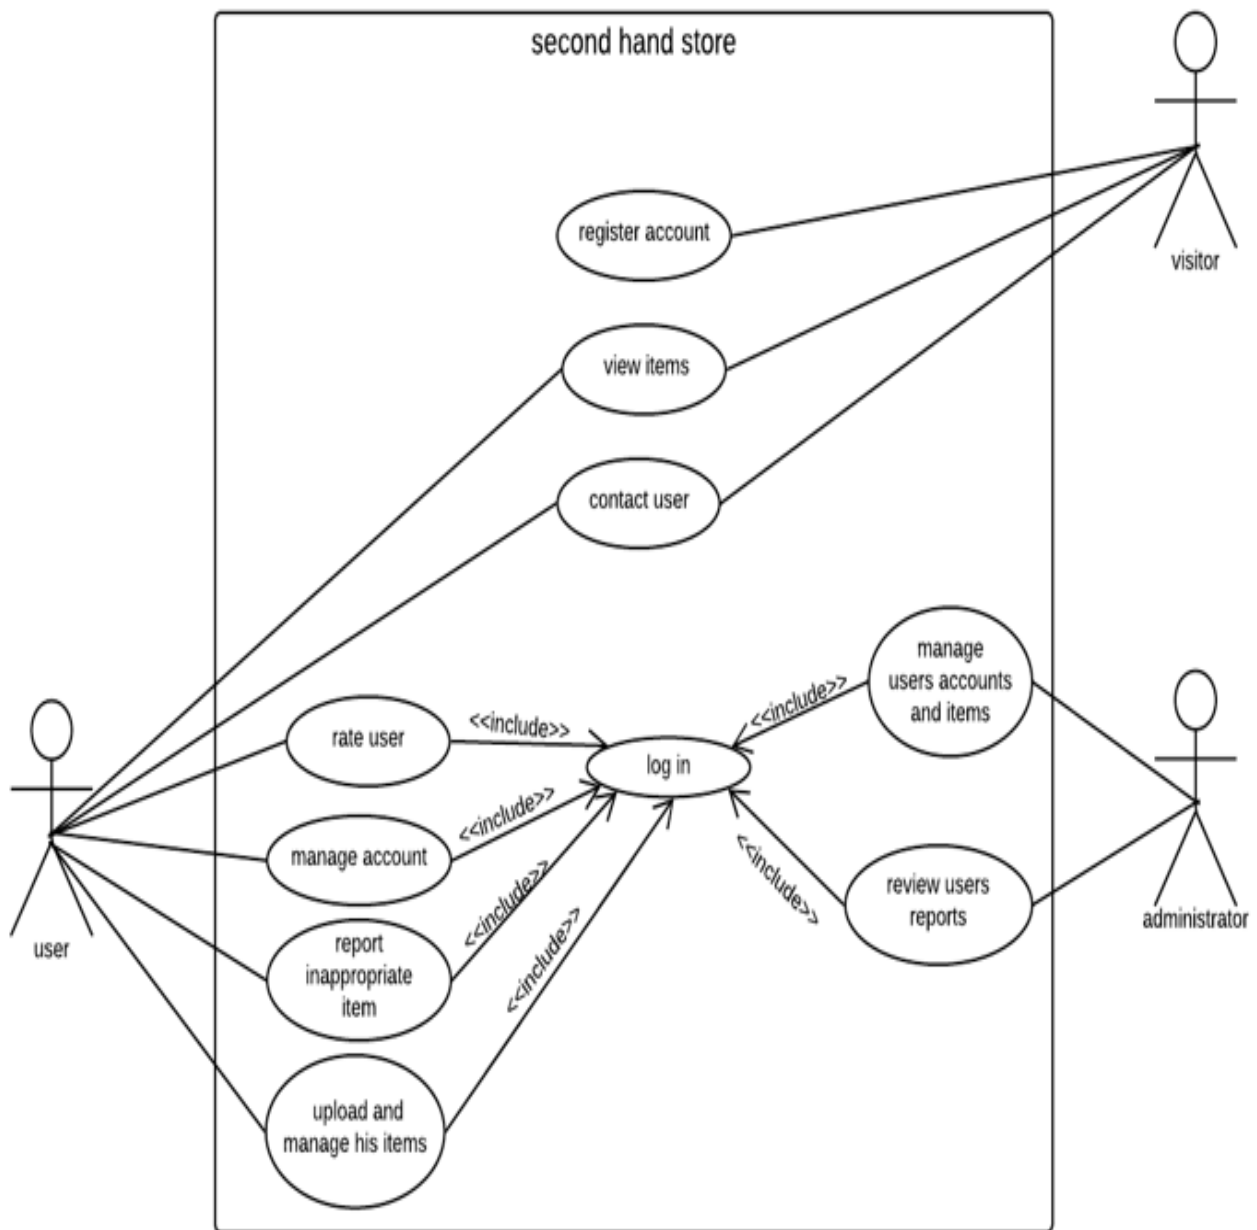 second hand store
register account
visitor
view items
contact user
manage
users accounts
and items
<<include>>
<<include>>
rate user
log in
<<include>>
manage account
<<include>>
review users
reports
administrator
user
report
inappropriate
item
<<include>>
<<include>>
upload and
manage his items